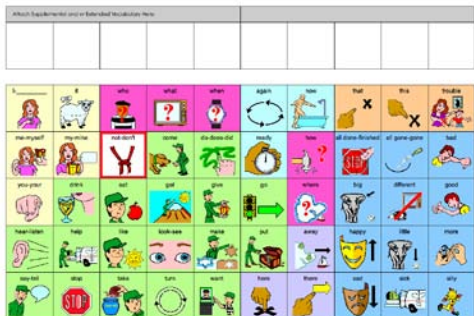 Attach Supplemental and or Extended Vocabulary Here
it who what when again now that this trouble
me-myself my-mine not-don't come do-does-did ready how all done-finished all gone-gone bad
you-your drink eat get give go where big different good
hear-listen help like look-see make put away happy little more
say-tell stop take turn want here there sad sick silly
STOP